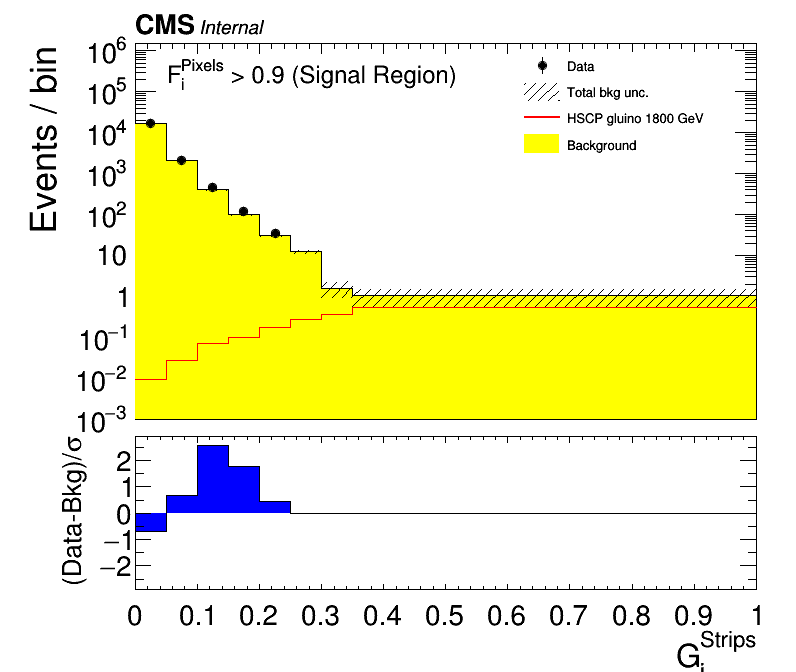 CMS Internal
F_i^Pixels > 0.9 (Signal Region)
Data
Total bkg unc.
HSCP gluino 1800 GeV
Background
Events / bin
10^6
10^5
10^4
10^3
10^2
10
1
10^−1
10^−2
10^−3
(Data-Bkg)/σ
2
1
0
−1
−2
0 0.1 0.2 0.3 0.4 0.5 0.6 0.7 0.8 0.9 1
G_i^Strips